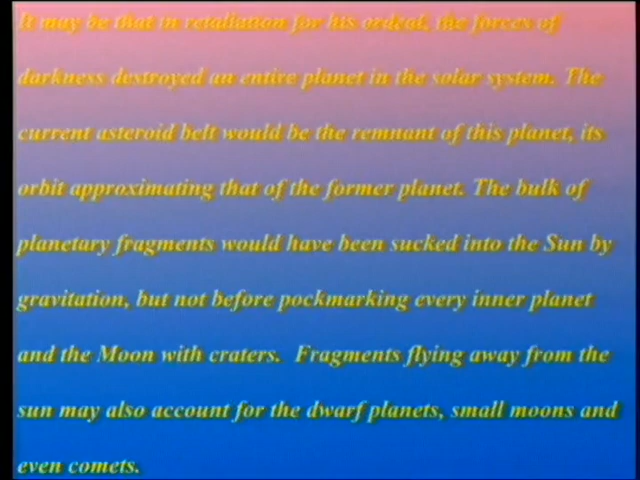 It may be that in retaliation for his ordeal, the forces of
darkness destroyed an entire planet in the solar system. The
current asteroid belt would be the remnant of this planet, its
orbit approximating that of the former planet. The bulk of
planetary fragments would have been sucked into the Sun by
gravitation, but not before pockmarking every inner planet
and the Moon with craters. Fragments flying away from the
sun may also account for the dwarf planets, small moons and
even comets.